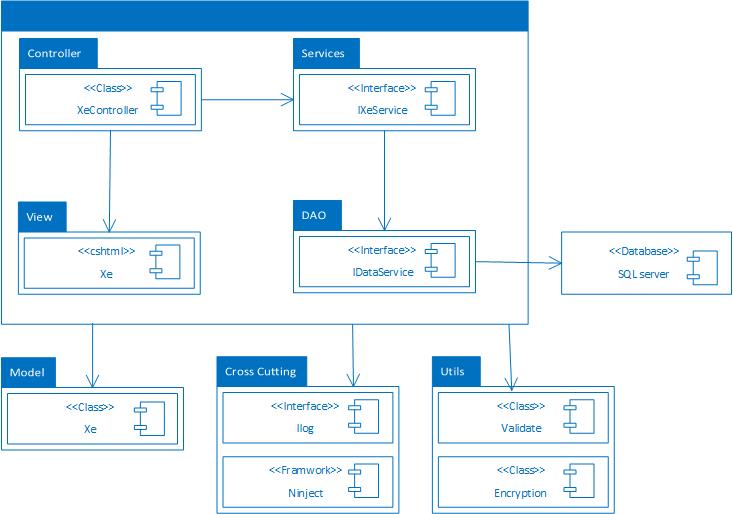 Controller
<<Class>>
XeController
Services
<<Interface>>
IXeService
View
<<cshtml>>
Xe
DAO
<<Interface>>
IDataService
<<Database>>
SQL server
Model
<<Class>>
Xe
Cross Cutting
<<Interface>>
Ilog
<<Framwork>>
Ninject
Utils
<<Class>>
Validate
<<Class>>
Encryption